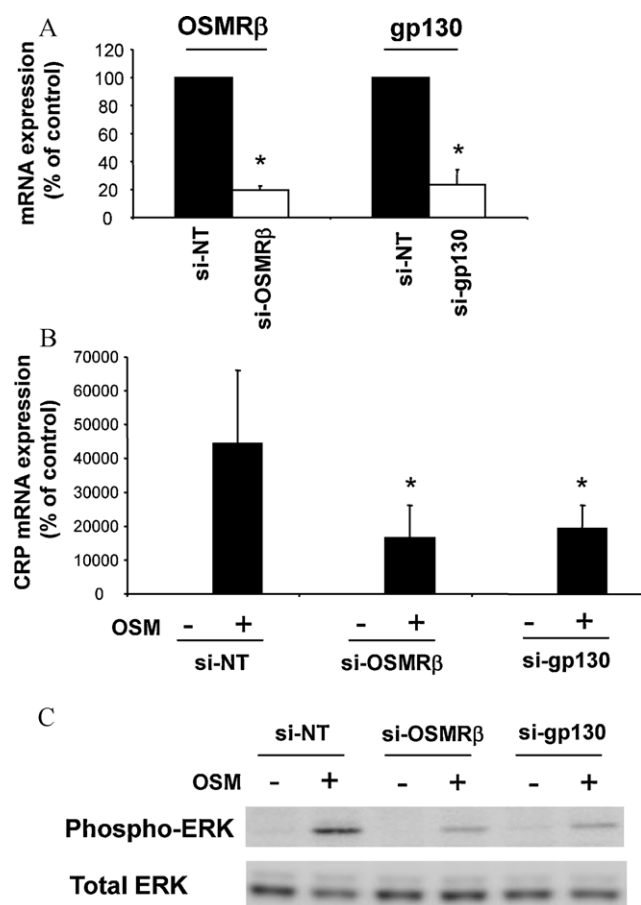 A
OSMRβ gp130
mRNA expression
(% of control)
120
100
80
60
40
20
0
* *
si-NT si-OSMRβ si-NT si-gp130
B
CRP mRNA expression
(% of control)
70000
60000
50000
40000
30000
20000
10000
0
* *
OSM - + - + - +
si-NT si-OSMRβ si-gp130
C
si-NT si-OSMRβ si-gp130
OSM - + - + - +
Phospho-ERK
Total ERK